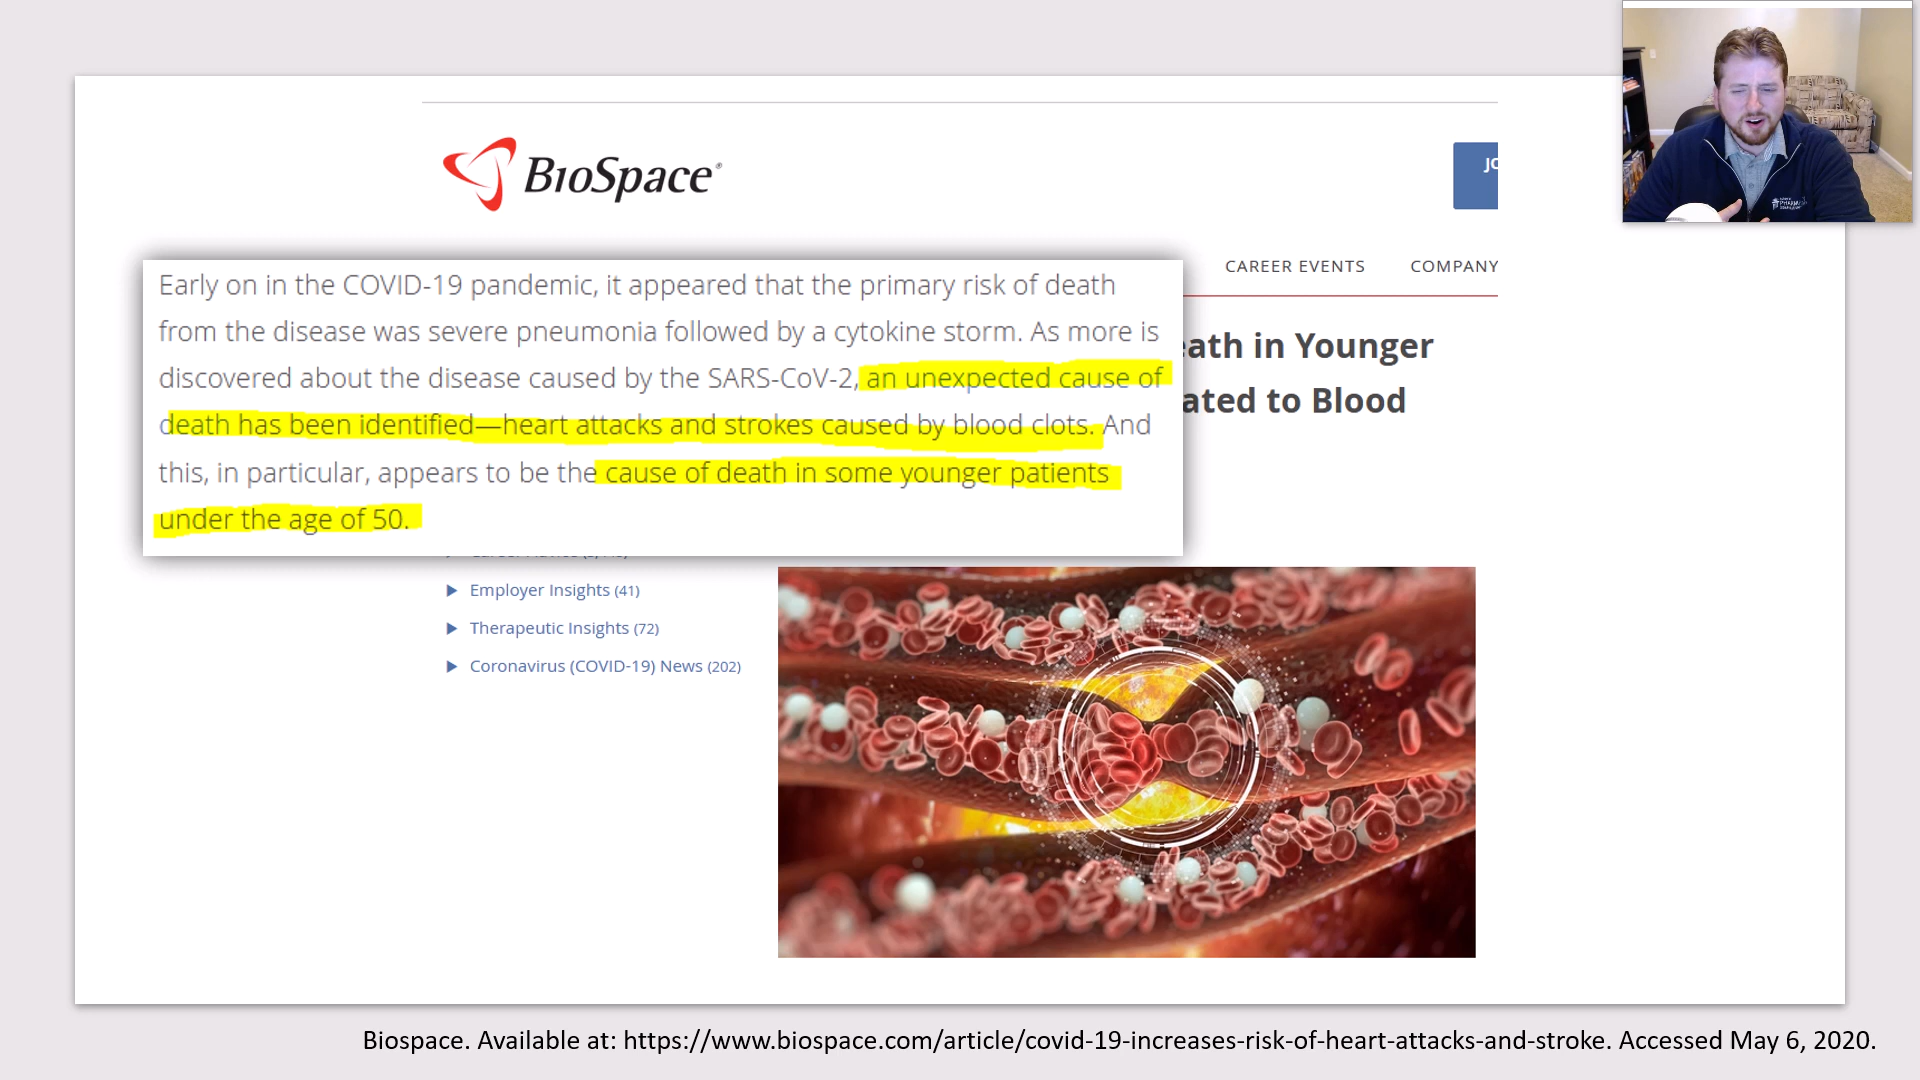 BioSpace®
JO
CAREER EVENTS COMPANY
Early on in the COVID-19 pandemic, it appeared that the primary risk of death
from the disease was severe pneumonia followed by a cytokine storm. As more is
discovered about the disease caused by the SARS-CoV-2, an unexpected cause of
death has been identified—heart attacks and strokes caused by blood clots. And
this, in particular, appears to be the cause of death in some younger patients
under the age of 50.
eath in Younger
ated to Blood
Employer Insights (41)
Therapeutic Insights (72)
Coronavirus (COVID-19) News (202)
Biospace. Available at: https://www.biospace.com/article/covid-19-increases-risk-of-heart-attacks-and-stroke. Accessed May 6, 2020.